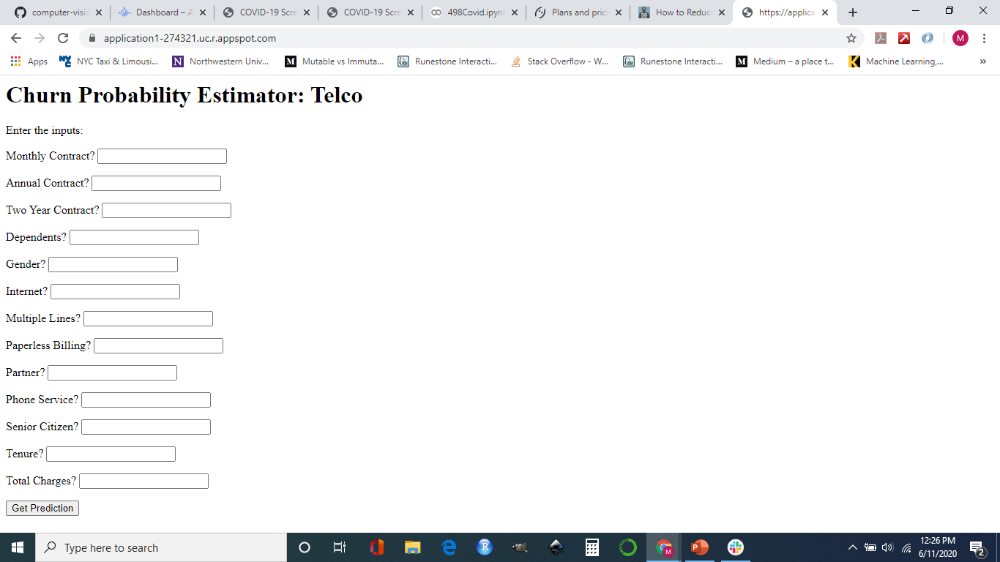 computer-visic
Dashboard – A
COVID-19 Scre
COVID-19 Scre
498Covid.ipynb
Plans and prici
How to Reduc
https://applica
application1-274321.uc.r.appspot.com
M
Apps
NYC Taxi & Limousi...
N Northwestern Univ...
M Mutable vs Immuta...
Runestone Interacti...
Stack Overflow - W...
Runestone Interacti...
M Medium – a place t...
K Machine Learning,...
»
Churn Probability Estimator: Telco
Enter the inputs:
Monthly Contract?
Annual Contract?
Two Year Contract?
Dependents?
Gender?
Internet?
Multiple Lines?
Paperless Billing?
Partner?
Phone Service?
Senior Citizen?
Tenure?
Total Charges?
Get Prediction
Type here to search
R
M
P
12:26 PM
6/11/2020
2